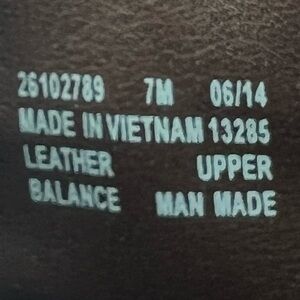 26102789 7M 06/14
MADE IN VIETNAM 13285
LEATHER UPPER
BALANCE MAN MADE